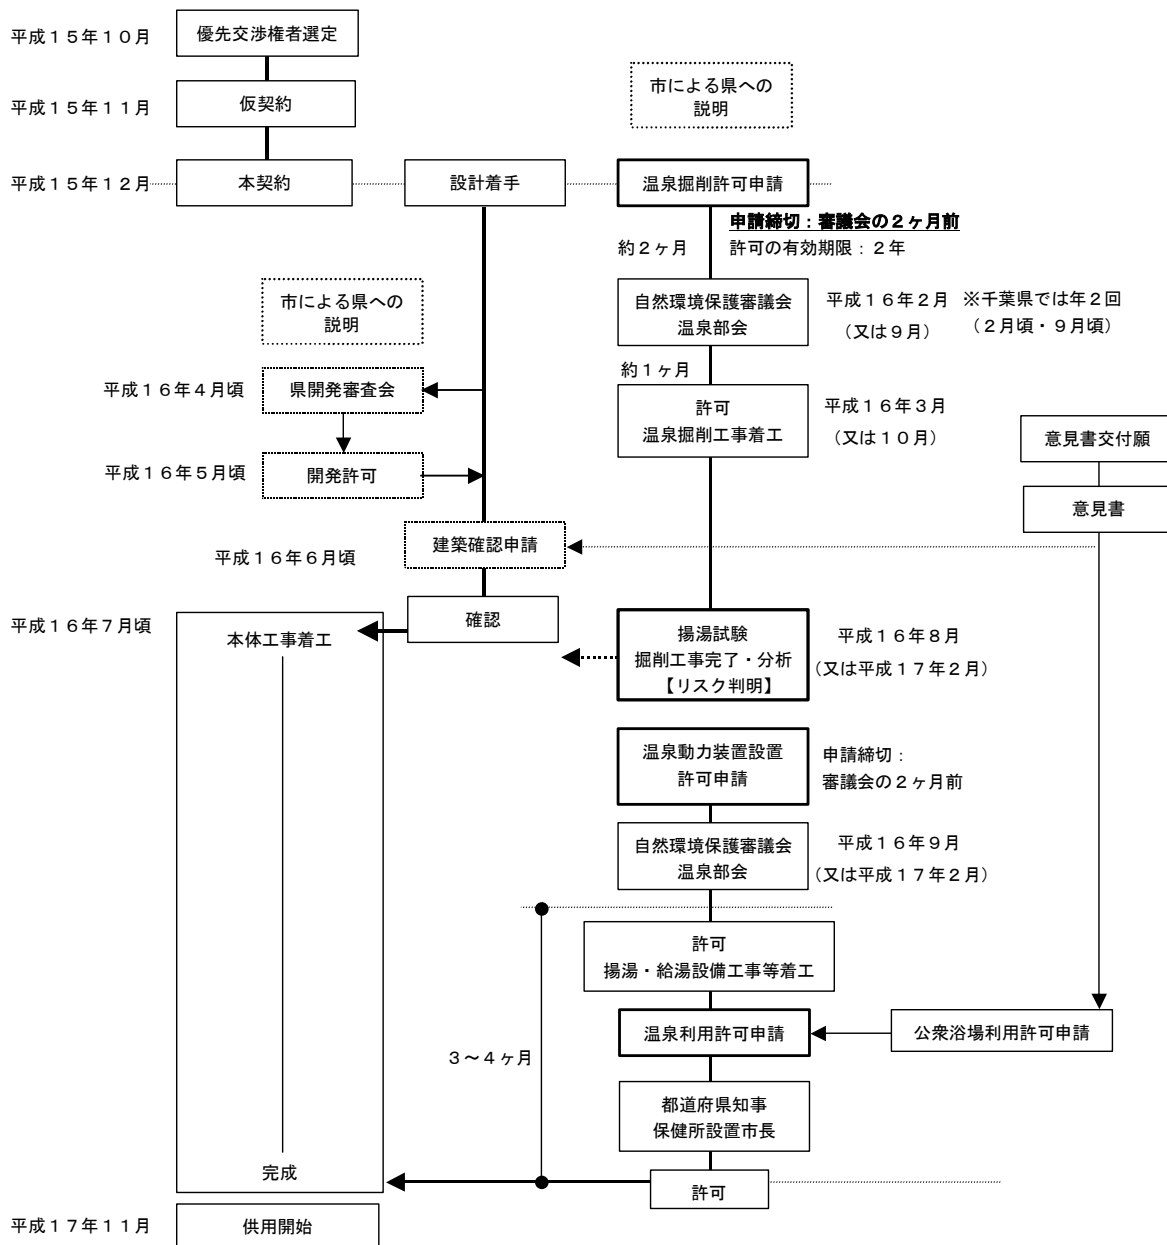 平成１５年１０月
優先交渉権者選定
平成１５年１１月
仮契約
市による県への
説明
平成１５年１２月
本契約
設計着手
温泉掘削許可申請
申請締切：審議会の２ヶ月前
約２ヶ月
許可の有効期限：２年
市による県への
説明
自然環境保護審議会
温泉部会
平成１６年２月
（又は９月）
※千葉県では年２回
（２月頃・９月頃）
約１ヶ月
平成１６年４月頃
県開発審査会
許可
温泉掘削工事着工
平成１６年３月
（又は１０月）
意見書交付願
平成１６年５月頃
開発許可
意見書
平成１６年６月頃
建築確認申請
平成１６年７月頃
本体工事着工
確認
揚湯試験
掘削工事完了・分析
【リスク判明】
平成１６年８月
（又は平成１７年２月）
温泉動力装置設置
許可申請
申請締切：
審議会の２ヶ月前
自然環境保護審議会
温泉部会
平成１６年９月
（又は平成１７年２月）
許可
揚湯・給湯設備工事等着工
３～４ヶ月
温泉利用許可申請
公衆浴場利用許可申請
都道府県知事
保健所設置市長
完成
許可
平成１７年１１月
供用開始